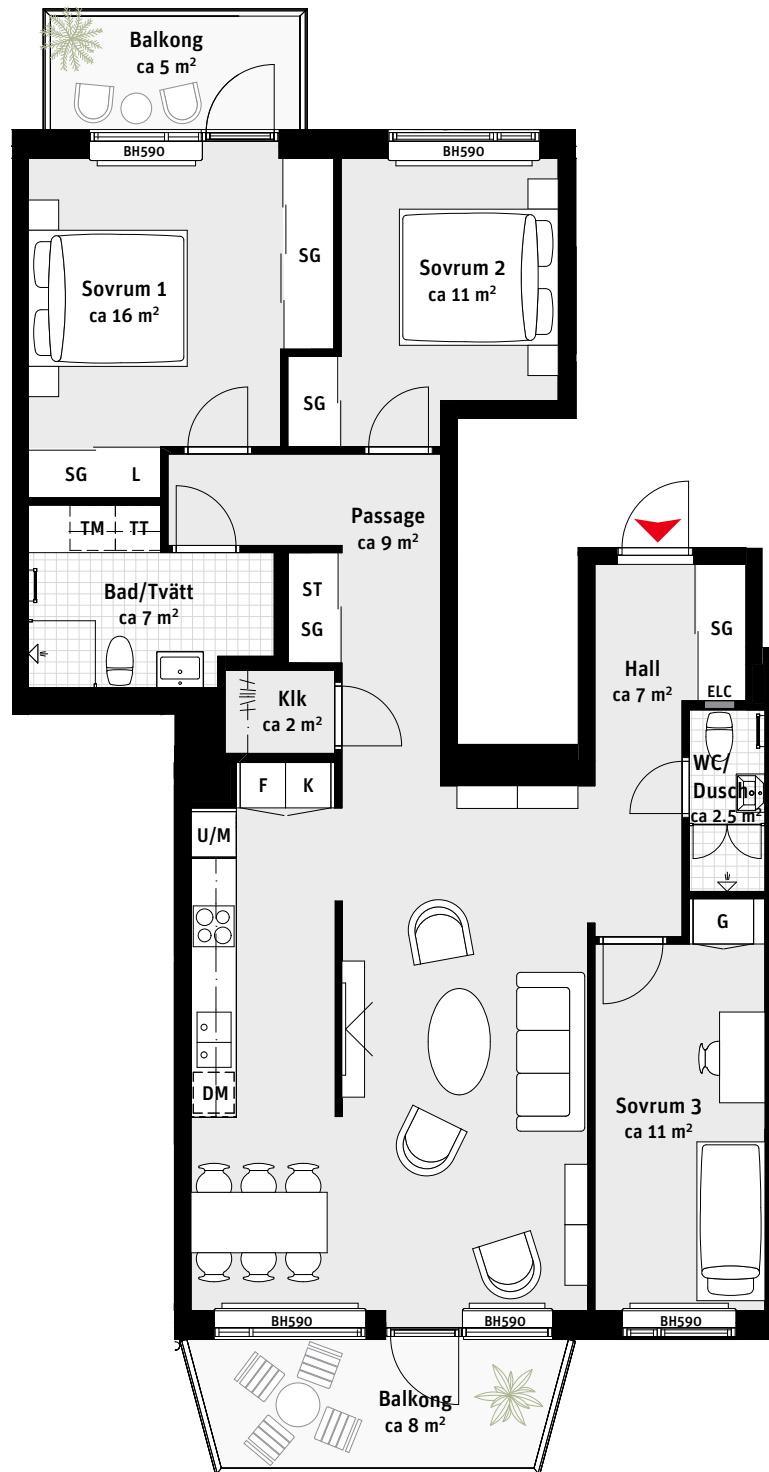 Balkong
ca 5 m²
BH590
BH590
Sovrum 1
ca 16 m²
SG
Sovrum 2
ca 11 m²
SG
SG L
TM TT
Passage
ca 9 m²
Bad/Tvätt
ca 7 m²
ST
SG
Hall
ca 7 m²
SG
ELC
Klk
ca 2 m²
F K
U/M
WC/
Dusch
ca 2.5 m²
G
DM
Sovrum 3
ca 11 m²
BH590
BH590
BH590
Balkong
ca 8 m²